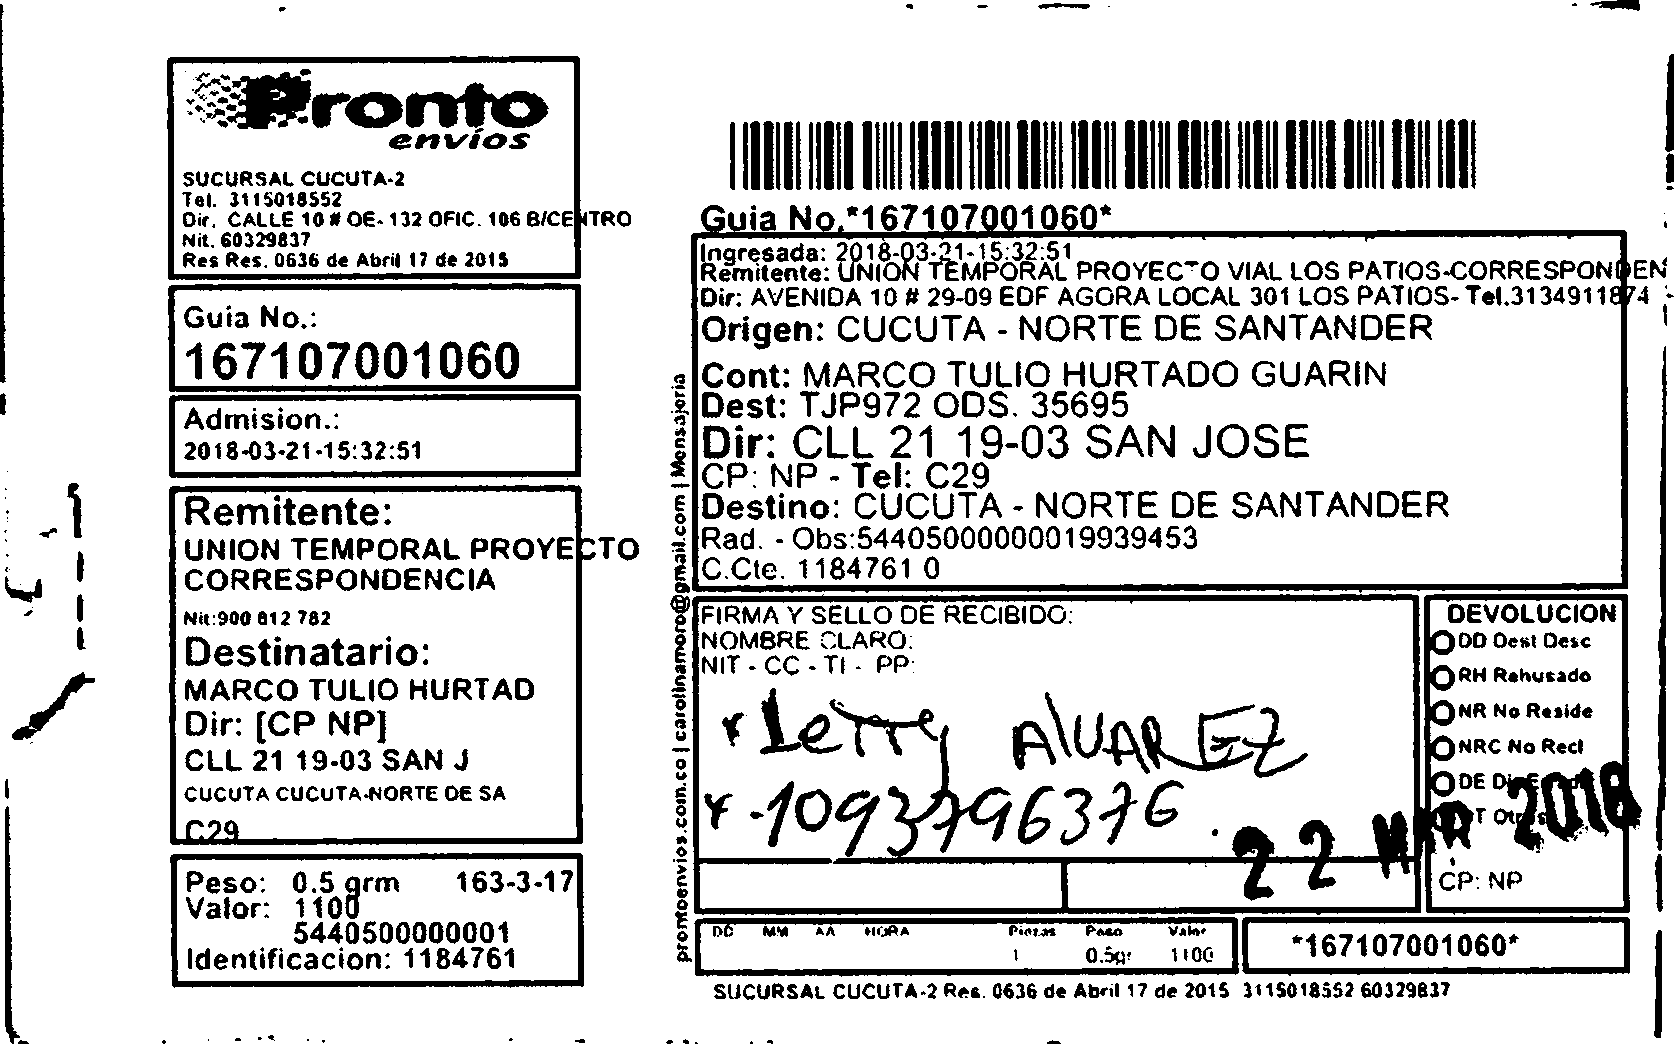 Pronto
envíos
SUCURSAL CUCUTA-2
Tel. 3115018552
Dir. CALLE 10 # OE-132 OFIC. 106 B/CENTRO
Nit. 60329837
Res Res. 0636 de Abril 17 de 2015
Guia No.:
167107001060
Admision.:
2018-03-21-15:32:51
Remitente:
UNION TEMPORAL PROYECTO
CORRESPONDENCIA
Nit:900 812 782
Destinatario:
MARCO TULIO HURTAD
Dir: [CP NP]
CLL 21 19-03 SAN J
CUCUTA CUCUTA-NORTE DE SA
C29
Peso: 0.5 grm 163-3-17
Valor: 1100
5440500000001
Identificacion: 1184761
prontoenvios.com.co | carolinamoro@gmail.com | Mensajeria
Guia No.*167107001060*
Ingresada: 2018-03-21-15:32:51
Remitente: UNION TEMPORAL PROYECTO VIAL LOS PATIOS-CORRESPONDEN
Dir: AVENIDA 10 # 29-09 EDF AGORA LOCAL 301 LOS PATIOS- Tel.3134911874
Origen: CUCUTA - NORTE DE SANTANDER
Cont: MARCO TULIO HURTADO GUARIN
Dest: TJP972 ODS. 35695
Dir: CLL 21 19-03 SAN JOSE
CP: NP - Tel: C29
Destino: CUCUTA - NORTE DE SANTANDER
Rad. - Obs:54405000000019939453
C.Cte. 1184761 0
FIRMA Y SELLO DE RECIBIDO:
NOMBRE CLARO:
NIT - CC - TI - PP:
Letty ALVAREZ
1093796376
22 MAR 2018
DEVOLUCION
DD Dest Desc
RH Rehusado
NR No Reside
NRC No Recl
DE
CP: NP
DC MM AA HORA Piezas Peso Valor
1 0.5gr 1100
*167107001060*
SUCURSAL CUCUTA-2 Res. 0636 de Abril 17 de 2015 3115018552 60329837